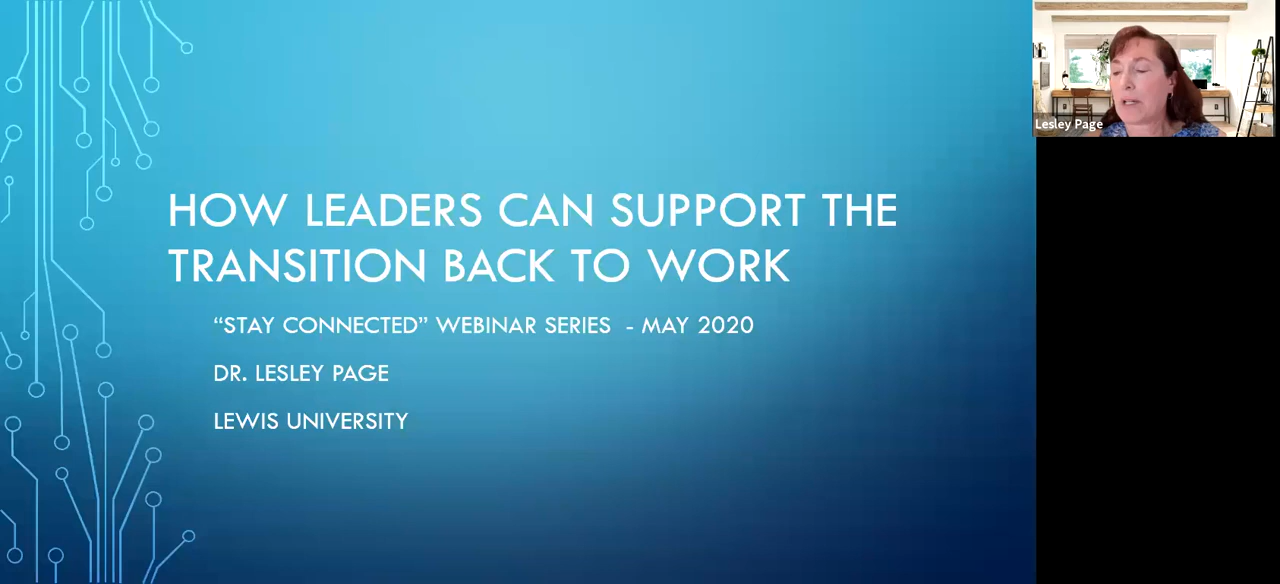 HOW LEADERS CAN SUPPORT THE
TRANSITION BACK TO WORK
“STAY CONNECTED” WEBINAR SERIES - MAY 2020
DR. LESLEY PAGE
LEWIS UNIVERSITY
Lesley Page